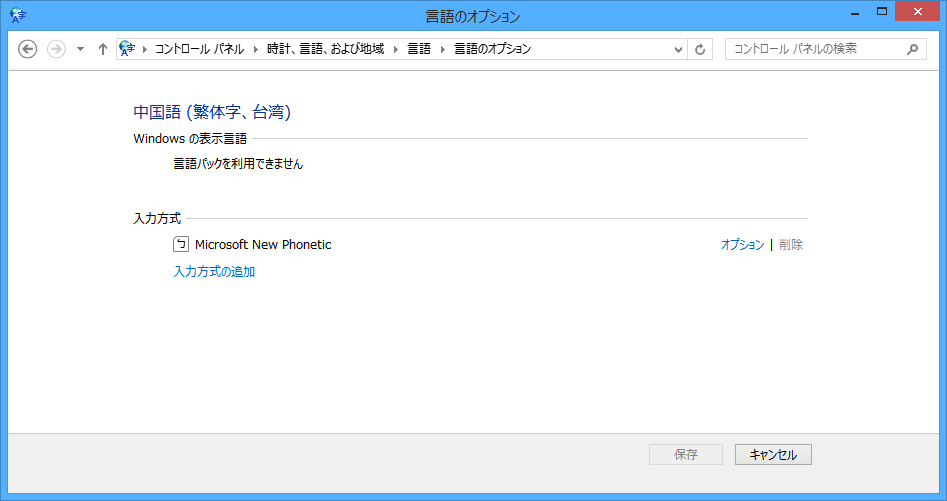 言語のオプション
コントロール パネル 時計、言語、および地域 言語 言語のオプション コントロール パネルの検索
中国語 (繁体字、台湾)
Windows の表示言語
言語パックを利用できません
入力方式
ㄅ Microsoft New Phonetic オプション | 削除
入力方式の追加
保存 キャンセル